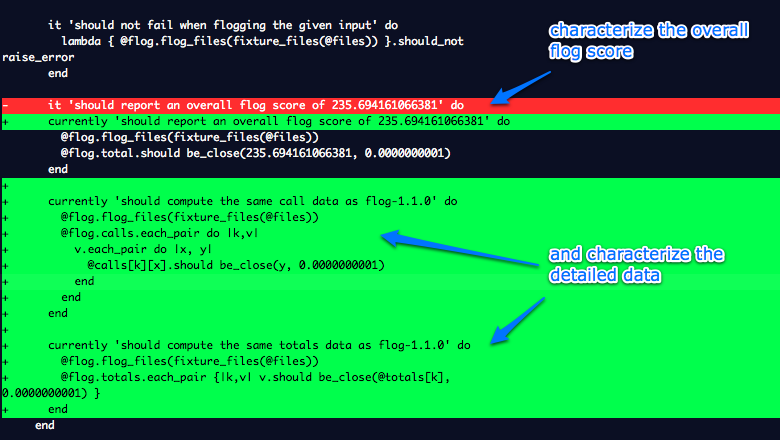 it 'should not fail when flogging the given input' do
lambda { @flog.flog_files(fixture_files(@files)) }.should_not
raise_error
end
characterize the overall
flog score
-     it 'should report an overall flog score of 235.694161066381' do
+     currently 'should report an overall flog score of 235.694161066381' do
@flog.flog_files(fixture_files(@files))
@flog.total.should be_close(235.694161066381, 0.0000000001)
end
+
+     currently 'should compute the same call data as flog-1.1.0' do
+       @flog.flog_files(fixture_files(@files))
+       @flog.calls.each_pair do |k,v|
+         v.each_pair do |x, y|
+           @calls[k][x].should be_close(y, 0.0000000001)
+         end
+       end
+     end
and characterize the
detailed data
+
+     currently 'should compute the same totals data as flog-1.1.0' do
+       @flog.flog_files(fixture_files(@files))
+       @flog.totals.each_pair {|k,v| v.should be_close(@totals[k],
0.0000000001) }
+     end
end